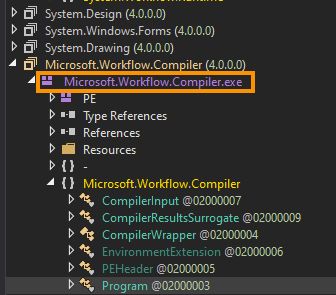 System.Design (4.0.0.0)
System.Windows.Forms (4.0.0.0)
System.Drawing (4.0.0.0)
Microsoft.Workflow.Compiler (4.0.0.0)
Microsoft.Workflow.Compiler.exe
PE
Type References
References
Resources
{ } -
{ } Microsoft.Workflow.Compiler
CompilerInput @02000007
CompilerResultsSurrogate @02000009
CompilerWrapper @02000004
EnvironmentExtension @02000006
PEHeader @02000005
Program @02000003